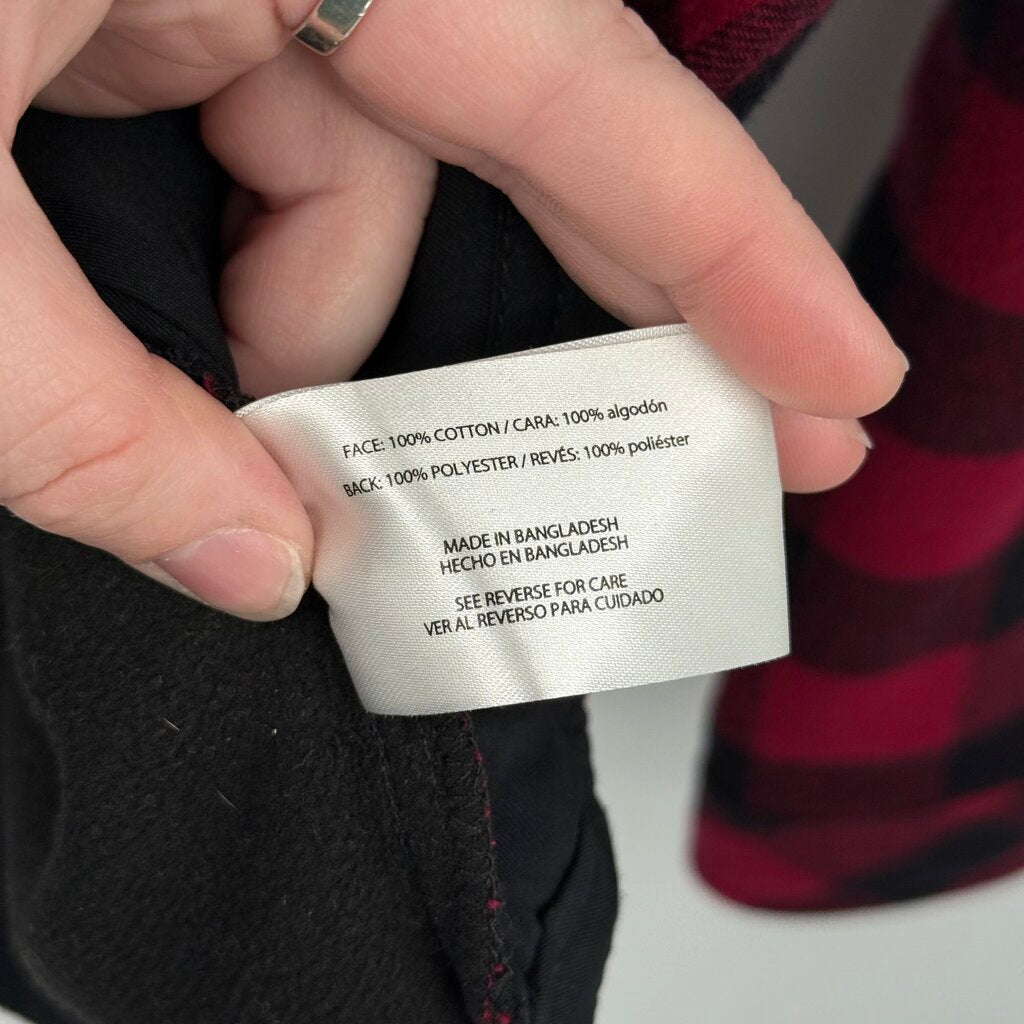 FACE: 100% COTTON / CARA: 100% algodón
BACK: 100% POLYESTER / REVÉS: 100% poliéster
MADE IN BANGLADESH
HECHO EN BANGLADESH
SEE REVERSE FOR CARE
VER AL REVERSO PARA CUIDADO